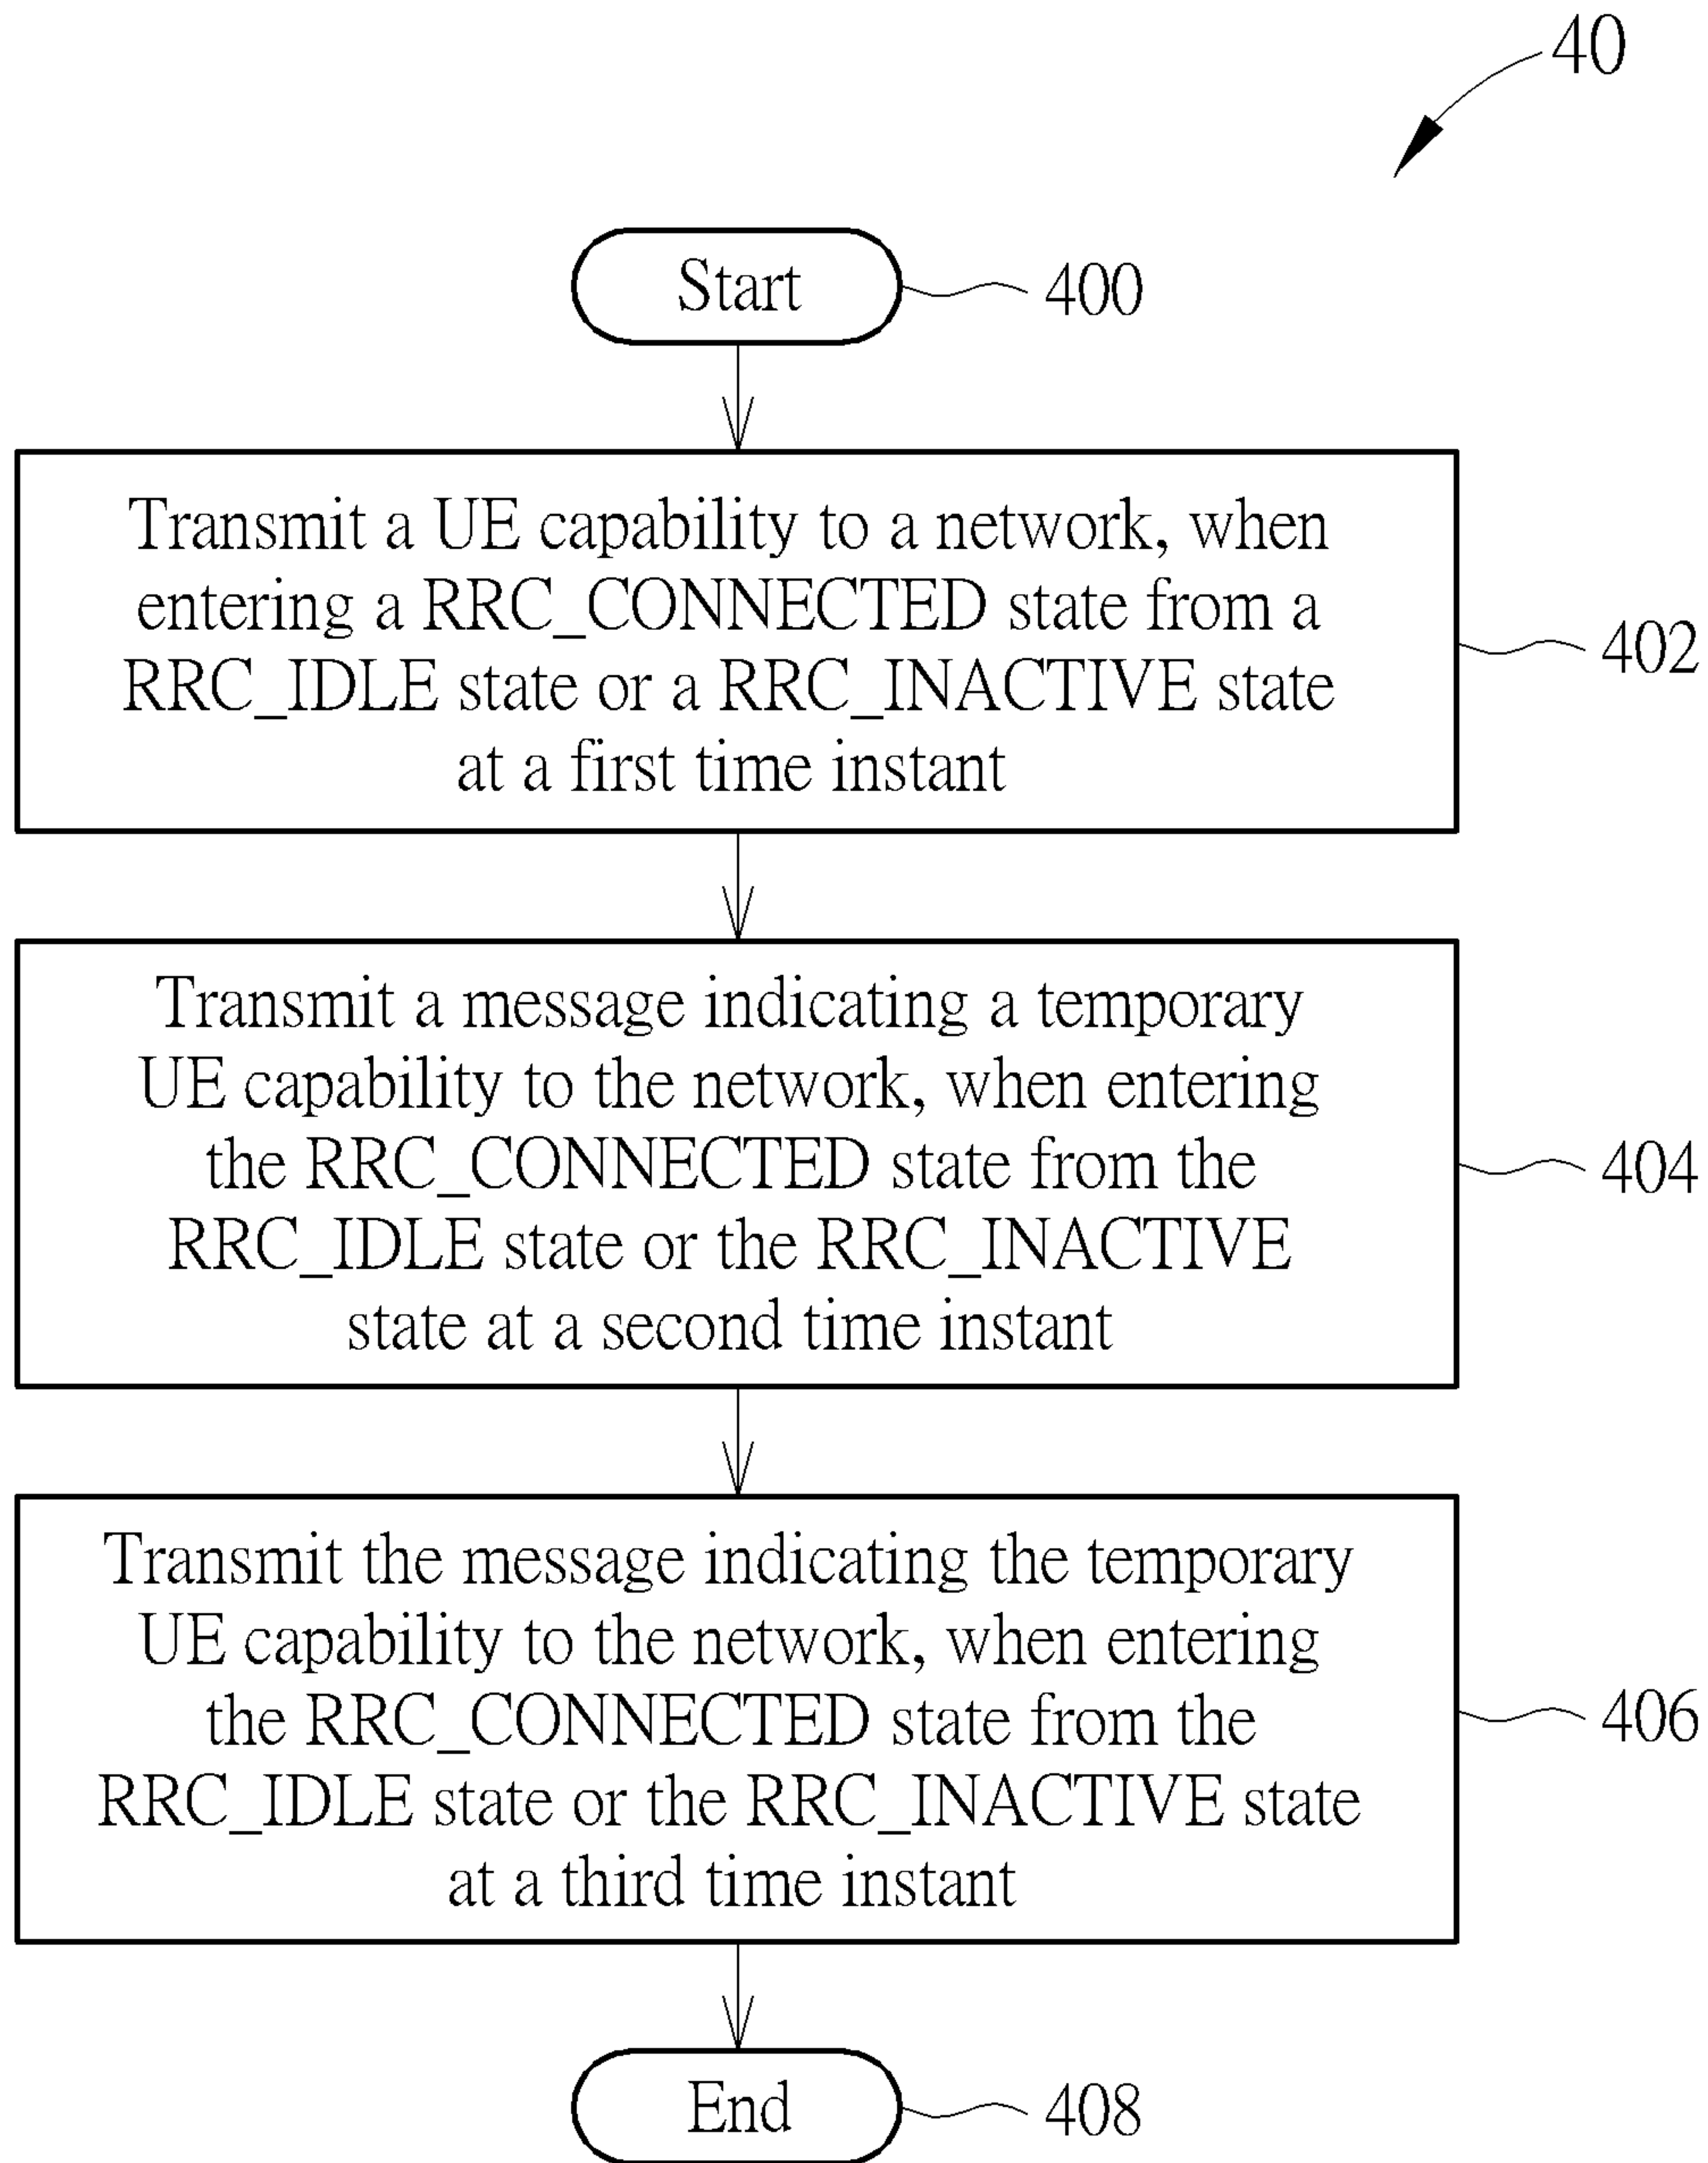 40
Start
400
Transmit a UE capability to a network, when
entering a RRC_CONNECTED state from a
RRC_IDLE state or a RRC_INACTIVE state
at a first time instant
402
Transmit a message indicating a temporary
UE capability to the network, when entering
the RRC_CONNECTED state from the
RRC_IDLE state or the RRC_INACTIVE
state at a second time instant
404
Transmit the message indicating the temporary
UE capability to the network, when entering
the RRC_CONNECTED state from the
RRC_IDLE state or the RRC_INACTIVE state
at a third time instant
406
End
408